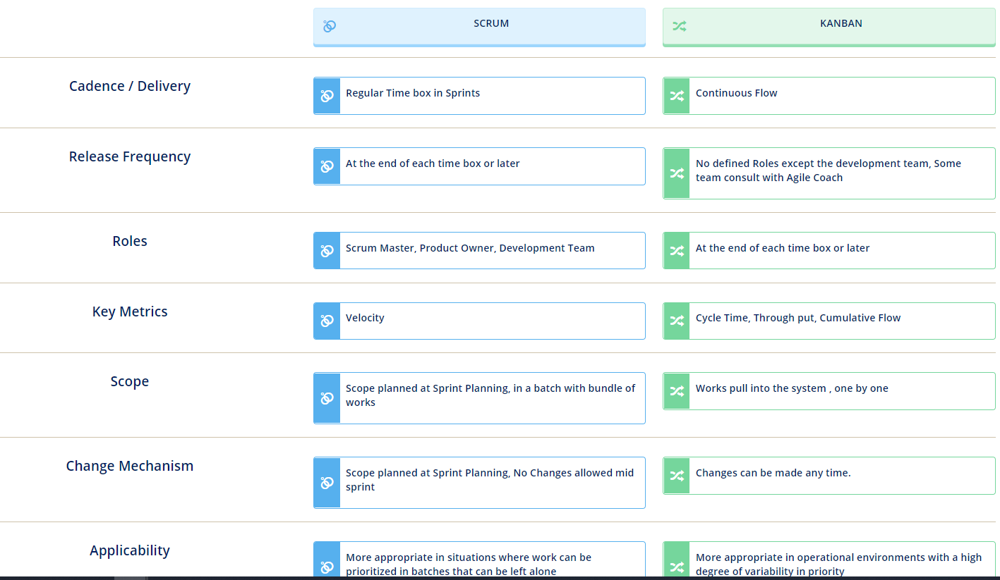 SCRUM
KANBAN
Cadence / Delivery
Regular Time box in Sprints
Continuous Flow
Release Frequency
At the end of each time box or later
No defined Roles except the development team, Some
team consult with Agile Coach
Roles
Scrum Master, Product Owner, Development Team
At the end of each time box or later
Key Metrics
Velocity
Cycle Time, Through put, Cumulative Flow
Scope
Scope planned at Sprint Planning, in a batch with bundle of
works
Works pull into the system , one by one
Change Mechanism
Scope planned at Sprint Planning, No Changes allowed mid
sprint
Changes can be made any time.
Applicability
More appropriate in situations where work can be
prioritized in batches that can be left alone
More appropriate in operational environments with a high
degree of variability in priority